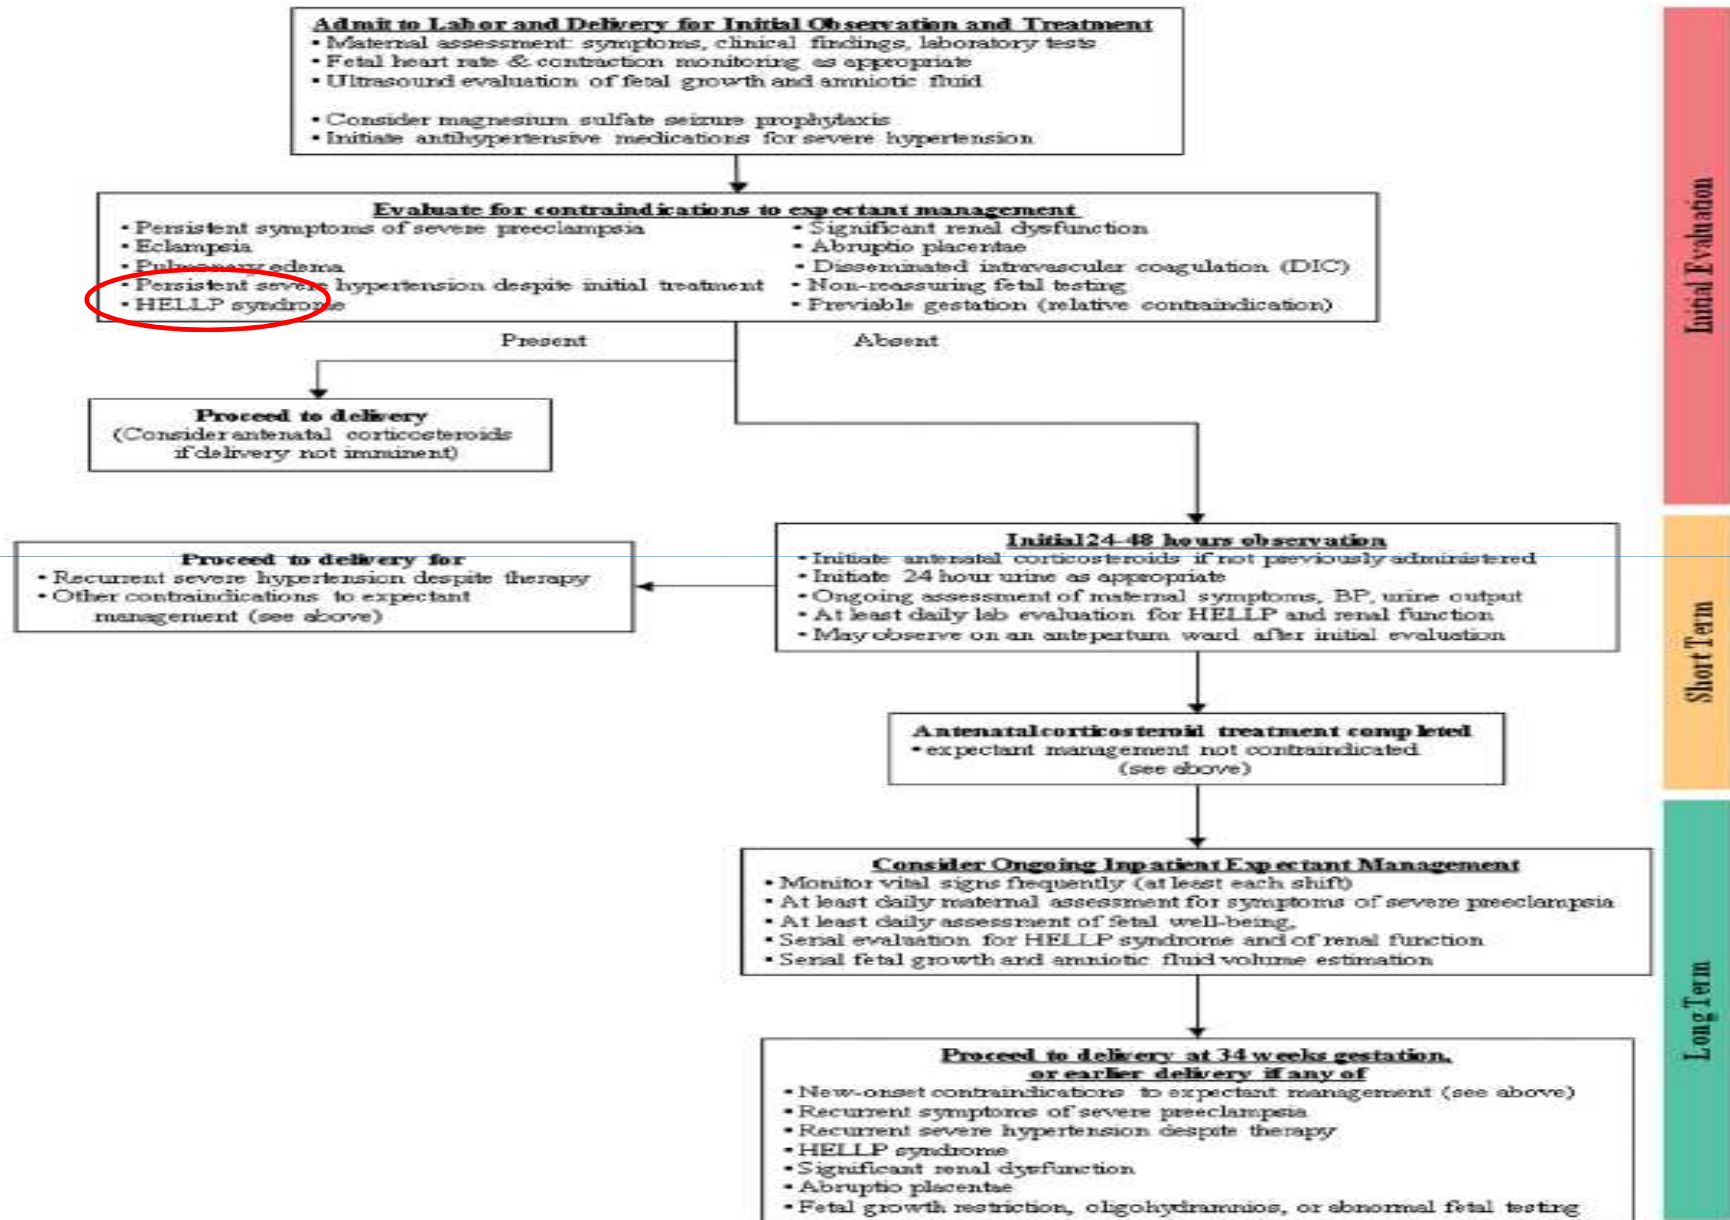 Admit to Labor and Delivery for Initial Observation and Treatment
• Maternal assessment: symptoms, clinical findings, laboratory tests
• Fetal heart rate & contraction monitoring as appropriate
• Ultrasound evaluation of fetal growth and amniotic fluid
• Consider magnesium sulfate seizure prophylaxis
• Initiate antihypertensive medications for severe hypertension
Evaluate for contraindications to expectant management
• Persistent symptoms of severe preeclampsia
• Eclampsia
• Pulmonary edema
• Persistent severe hypertension despite initial treatment
• HELLP syndrome
• Significant renal dysfunction
• Abruptio placentae
• Disseminated intravascular coagulation (DIC)
• Non-reassuring fetal testing
• Previable gestation (relative contraindication)
Present
Absent
Proceed to delivery
(Consider antenatal corticosteroids
if delivery not imminent)
Initial Evaluation
Initial 24-48 hours observation
• Initiate antenatal corticosteroids if not previously administered
• Initiate 24 hour urine as appropriate
• Ongoing assessment of maternal symptoms, BP, urine output
• At least daily lab evaluation for HELLP and renal function
• May observe on an antepartum ward after initial evaluation
Proceed to delivery for
• Recurrent severe hypertension despite therapy
• Other contraindications to expectant
management (see above)
Antenatal corticosteroid treatment completed
• expectant management not contraindicated
(see above)
Short Term
Consider Ongoing Inpatient Expectant Management
• Monitor vital signs frequently (at least each shift)
• At least daily maternal assessment for symptoms of severe preeclampsia
• At least daily assessment of fetal well-being,
• Serial evaluation for HELLP syndrome and of renal function
• Serial fetal growth and amniotic fluid volume estimation
Proceed to delivery at 34 weeks gestation,
or earlier delivery if any of
• New-onset contraindications to expectant management (see above)
• Recurrent symptoms of severe preeclampsia
• Recurrent severe hypertension despite therapy
• HELLP syndrome
• Significant renal dysfunction
• Abruptio placentae
• Fetal growth restriction, oligohydramnios, or abnormal fetal testing
Long Term